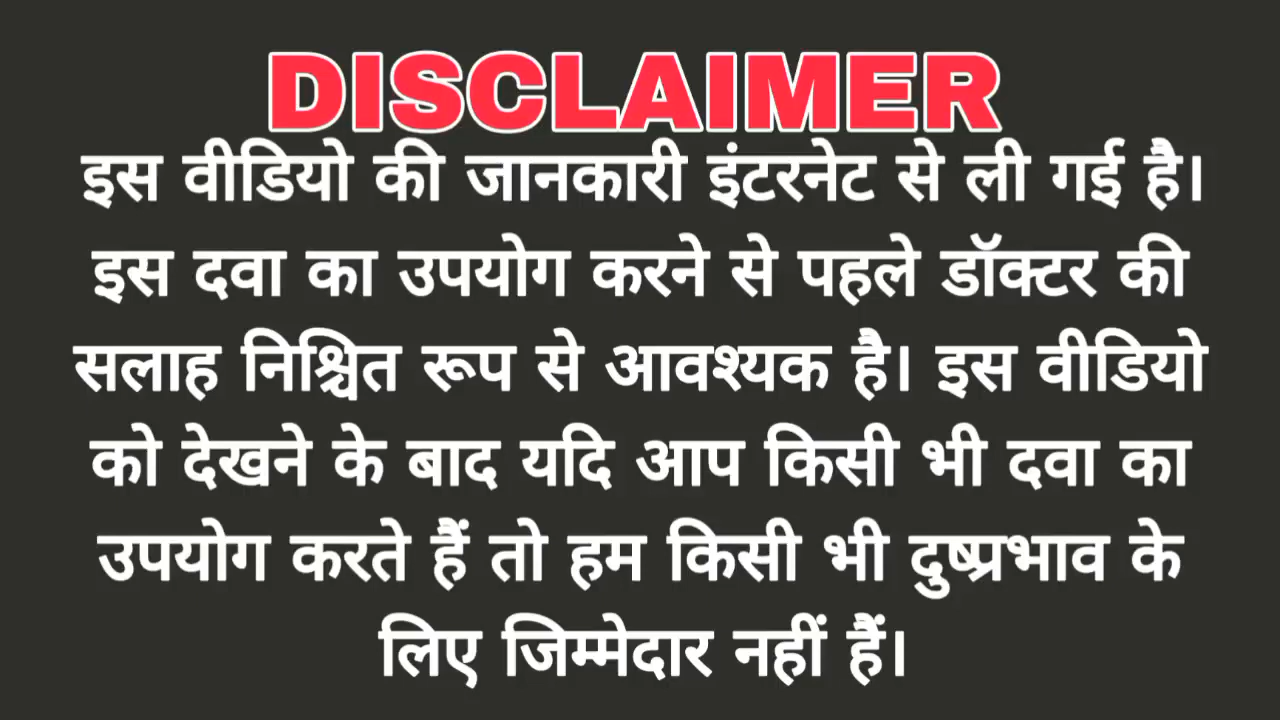 DISCLAIMER
इस वीडियो की जानकारी इंटरनेट से ली गई है।
इस दवा का उपयोग करने से पहले डॉक्टर की
सलाह निश्चित रूप से आवश्यक है। इस वीडियो
को देखने के बाद यदि आप किसी भी दवा का
उपयोग करते हैं तो हम किसी भी दुष्प्रभाव के
लिए जिम्मेदार नहीं हैं।